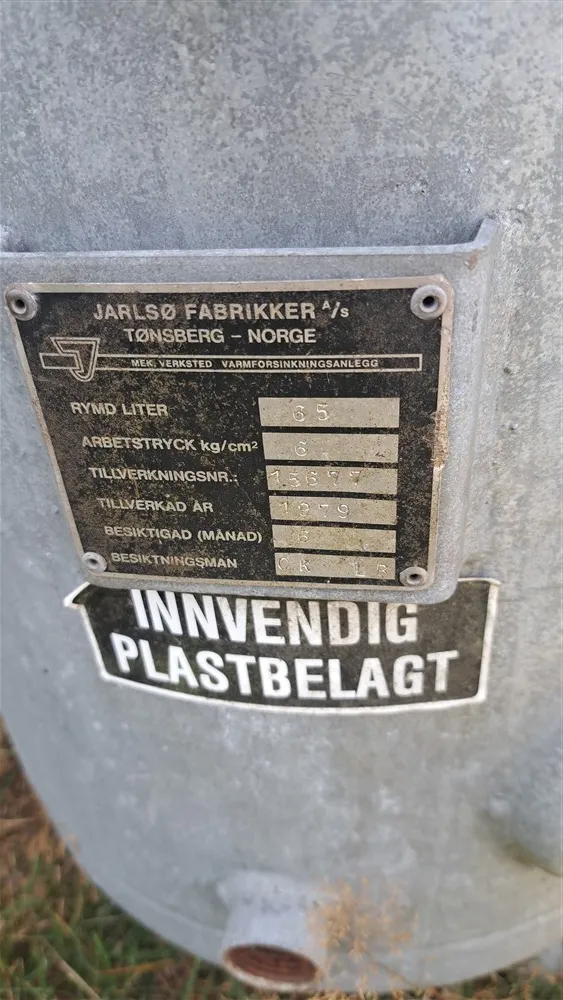 JARLSØ FABRIKKER A/S
TØNSBERG – NORGE
MEK. VERKSTED VARMFORSINKNINGSANLEGG
RYMD LITER 65
ARBETSTRYCK kg/cm² 6
TILLVERKNINGSNR.:
TILLVERKAD ÅR 1979
BESIKTIGAD (MÅNAD)
BESIKTNINGSMAN
INNVENDIG
PLASTBELAGT